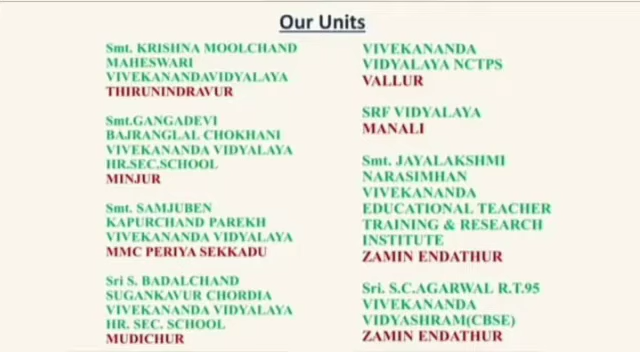 Our Units
Smt. KRISHNA MOOLCHAND
MAHESWARI
VIVEKANANDAVIDYALAYA
THIRUNINDRAVUR
Smt.GANGADEVI
BAJRANGLAL CHOKHANI
VIVEKANANDA VIDYALAYA
HR.SEC,SCHOOL
MINJUR
Smt. SAMJUBEN
KAPURCHAND PAREKH
VIVEKANANDA VIDYALAYA
MMC PERIYA SEKKADU
Sri S. BADALCHAND
SUGANKAVUR CHORDIA
VIVEKANANDA VIDYALAYA
HR. SEC. SCHOOL
MUDICHUR
VIVEKANANDA
VIDYALAYA NCTPS
VALLUR
SRF VIDYALAYA
MANALI
Smt. JAYALAKSHMI
NARASIMHAN
VIVEKANANDA
EDUCATIONAL TEACHER
TRAINING & RESEARCH
INSTITUTE
ZAMIN ENDATHUR
Sri. S.C.AGARWAL R.T.95
VIVEKANANDA
VIDYASHRAM(CBSE)
ZAMIN ENDATHUR